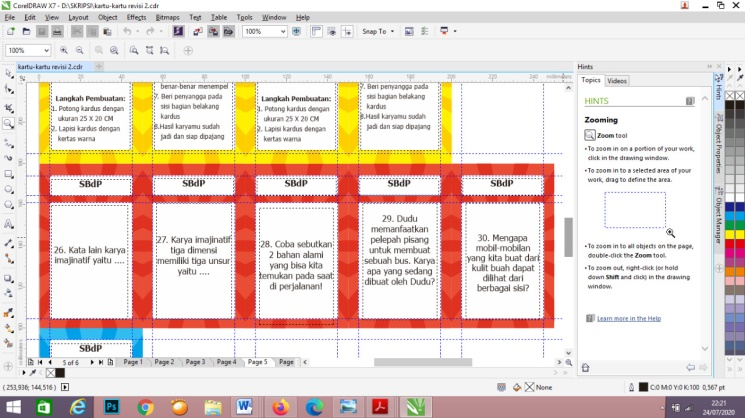 CorelDRAW X7 - D:\SKRIPSI\kartu-kartu revisi 2.cdr
File Edit View Layout Object Effects Bitmaps Text Table Tools Window Help
100% Snap To
100%
kartu-kartu revisi 2.cdr
Langkah Pembuatan:
1. Potong kardus dengan
ukuran 25 X 20 CM
2. Lapisi kardus dengan
kertas warna
benar-benar menempel
7. Beri penyangga pada
sisi bagian belakang
kardus
8.Hasil karyamu sudah
jadi dan siap dipajang
Langkah Pembuatan:
1. Potong kardus dengan
ukuran 25 X 20 CM
2. Lapisi kardus dengan
kertas warna
7. Beri penyangga pada
sisi bagian belakang
kardus
8.Hasil karyamu sudah
jadi dan siap dipajang
SBdP
SBdP
SBdP
SBdP
SBdP
26. Kata lain karya
imajinatif yaitu ....
27. Karya imajinatif
tiga dimensi
memiliki tiga unsur
yaitu ....
28. Coba sebutkan
2 bahan alami
yang bisa kita
temukan pada saat
di perjalanan!
29. Dudu
memanfaatkan
pelepah pisang
untuk membuat
sebuah bus. Karya
apa yang sedang
dibuat oleh Dudu?
30. Mengapa
mobil-mobilan
yang kita buat dari
kulit buah dapat
dilihat dari
berbagai sisi?
SBdP
Hints
Topics Videos
HINTS
Zooming
Zoom tool
• To zoom in on a portion of your work,
click in the drawing window.
• To zoom in to a selected area of your
work, drag to define the area.
• To zoom in to all objects on the page,
double-click the Zoom tool.
• To zoom out, right-click (or hold
down Shift and click) in the drawing
window.
Learn more in the Help
Hints
Object Properties
Object Manager
5 of 6 Page 1 Page 2 Page 3 Page 4 Page 5 Page
( 253,936; 144,516 ) None C:0 M:0 Y:0 K:100 0,567 pt
22:21
24/07/2020